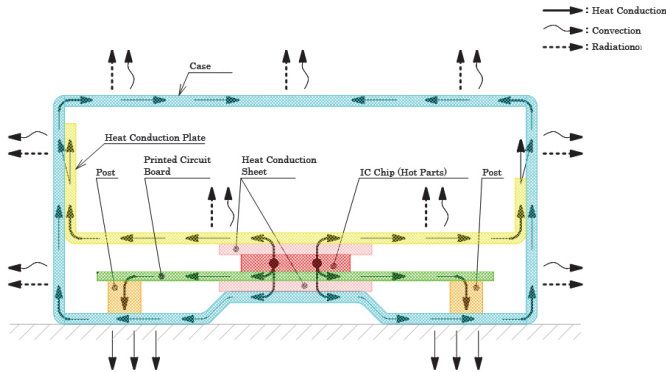 : Heat Conduction
: Convection
: Radiation:
Case
Heat Conduction Plate
Printed Circuit
Board
Heat Conduction
Sheet
Post
IC Chip (Hot Parts)
Post